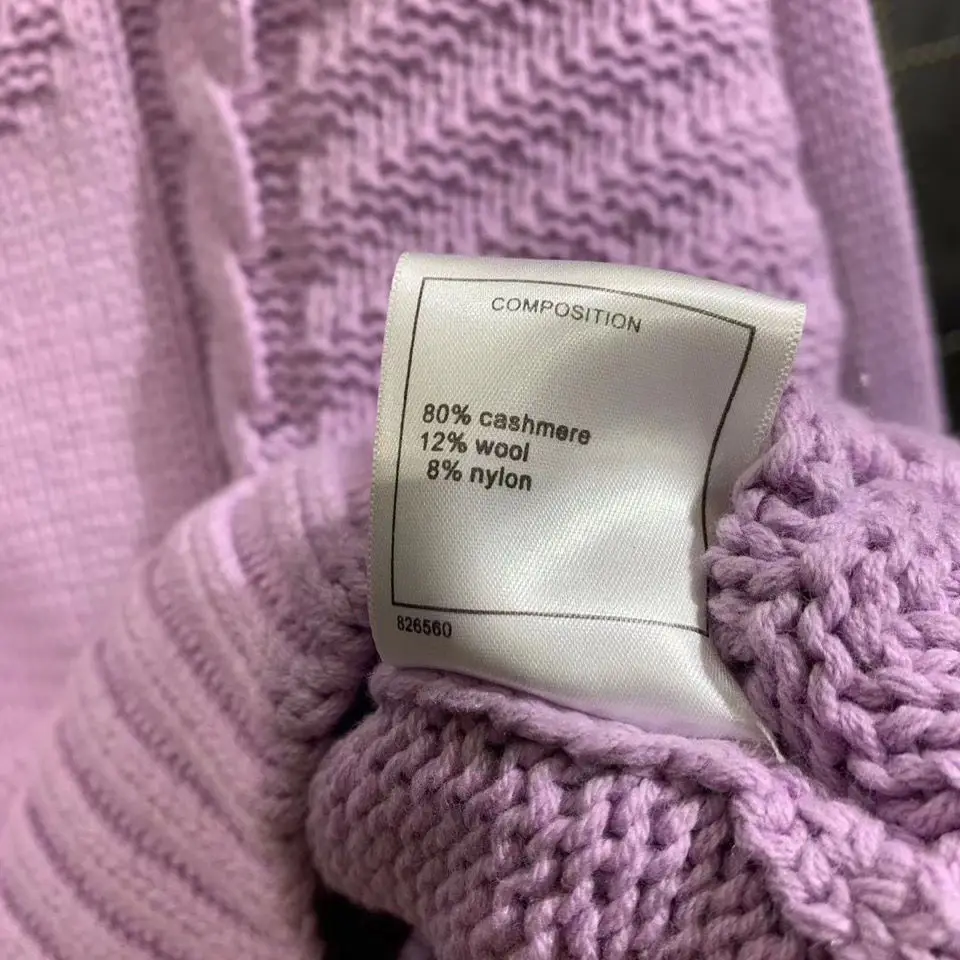 COMPOSITION
80% cashmere
12% wool
8% nylon
826560